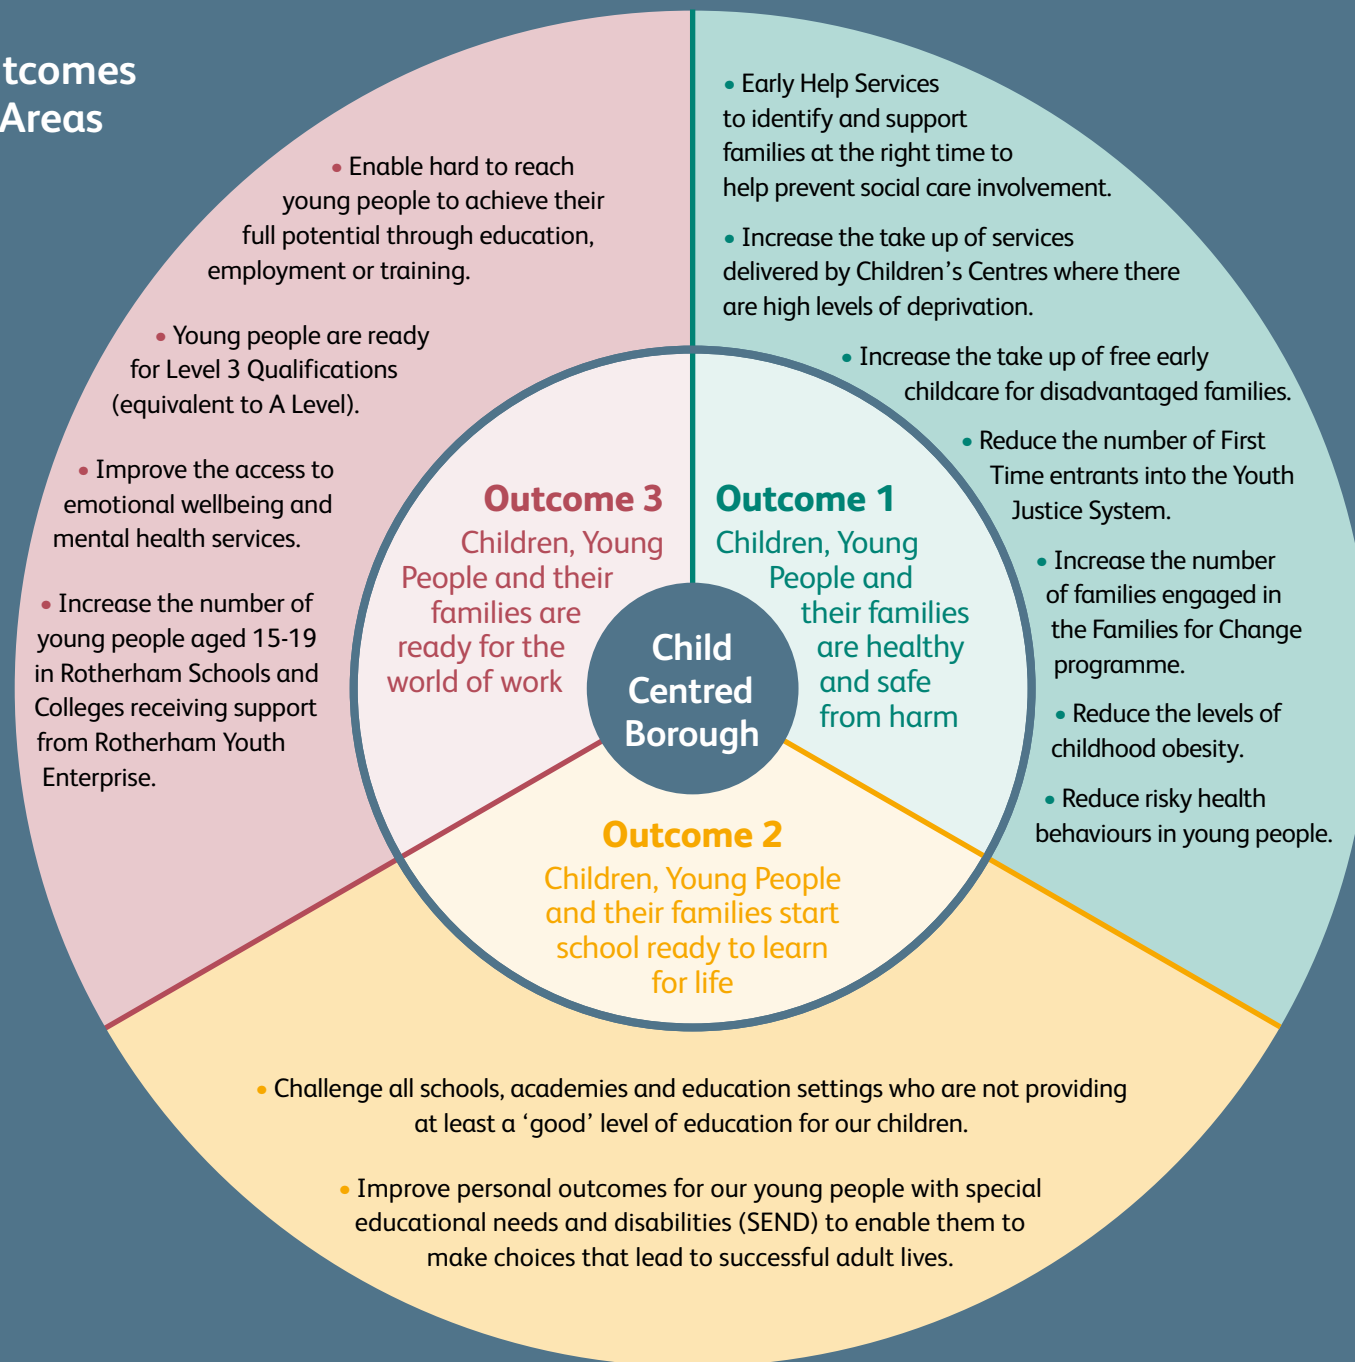 tcomes
Areas
• Early Help Services
to identify and support
families at the right time to
help prevent social care involvement.
• Increase the take up of services
delivered by Children’s Centres where there
are high levels of deprivation.
• Increase the take up of free early
childcare for disadvantaged families.
• Reduce the number of First
Time entrants into the Youth
Justice System.
• Increase the number
of families engaged in
the Families for Change
programme.
• Reduce the levels of
childhood obesity.
• Reduce risky health
behaviours in young people.
• Enable hard to reach
young people to achieve their
full potential through education,
employment or training.
• Young people are ready
for Level 3 Qualifications
(equivalent to A Level).
• Improve the access to
emotional wellbeing and
mental health services.
• Increase the number of
young people aged 15-19
in Rotherham Schools and
Colleges receiving support
from Rotherham Youth
Enterprise.
Outcome 3
Children, Young
People and their
families are
ready for the
world of work
Outcome 1
Children, Young
People and
their families
are healthy
and safe
from harm
Child
Centred
Borough
Outcome 2
Children, Young People
and their families start
school ready to learn
for life
• Challenge all schools, academies and education settings who are not providing
at least a ‘good’ level of education for our children.
• Improve personal outcomes for our young people with special
educational needs and disabilities (SEND) to enable them to
make choices that lead to successful adult lives.